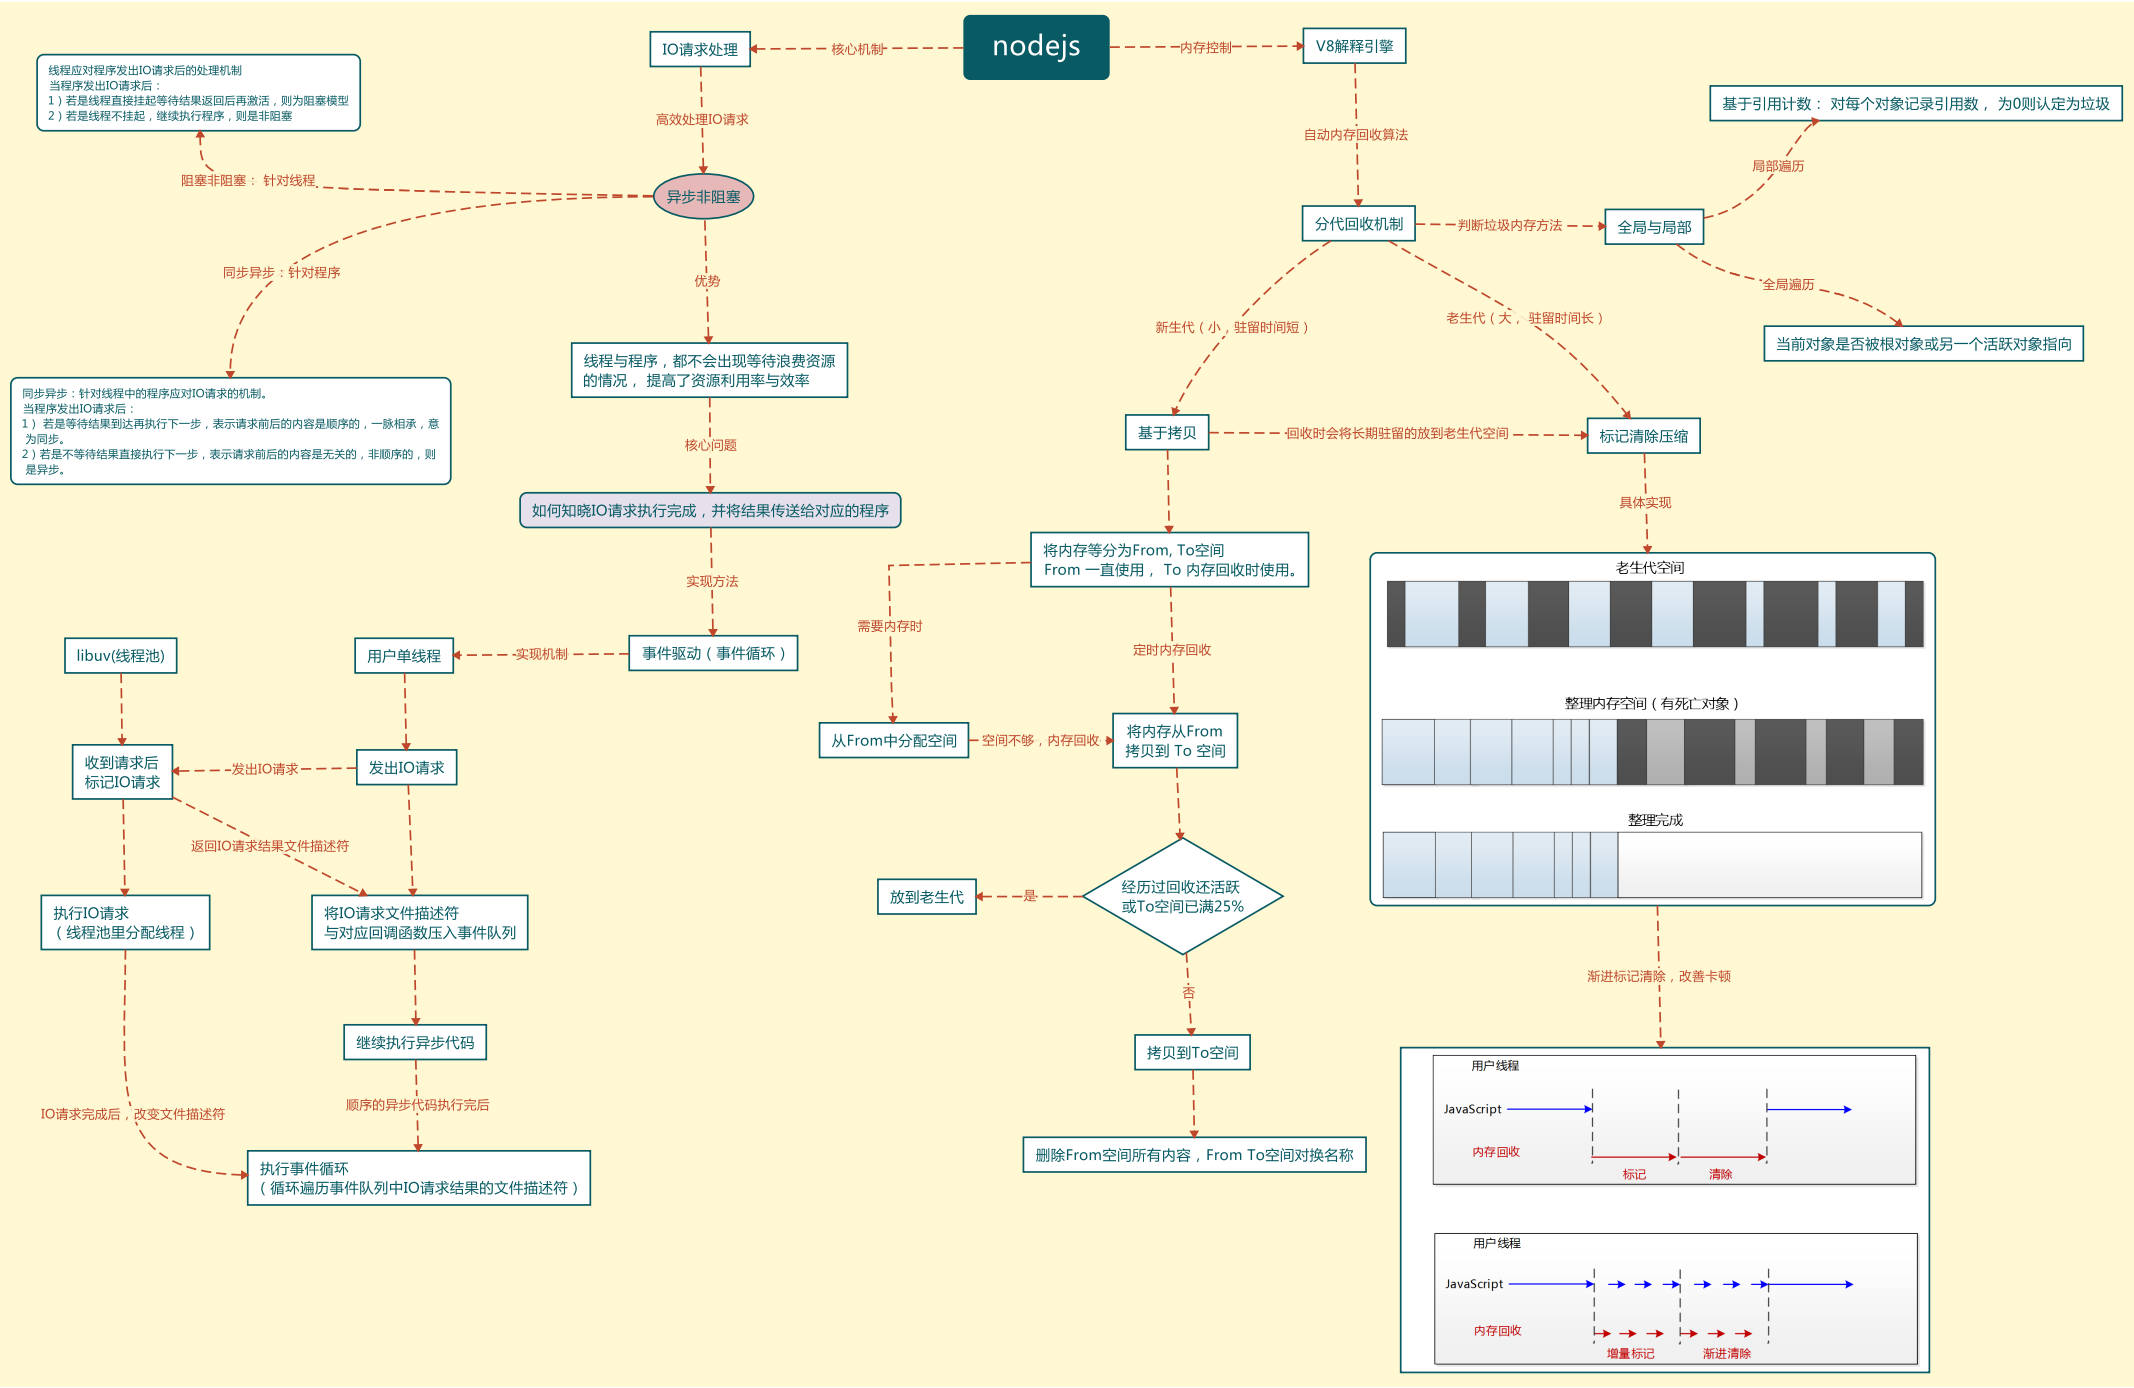 nodejs
核心机制
内存控制
IO请求处理
V8解释引擎
线程应对程序发出IO请求后的处理机制
当程序发出IO请求后：
1）若是线程直接挂起等待结果返回后再激活，则为阻塞模型
2）若是线程不挂起，继续执行程序，则是非阻塞
高效处理IO请求
阻塞非阻塞： 针对线程
异步非阻塞
同步异步：针对程序
优势
同步异步：针对线程中的程序应对IO请求的机制。
当程序发出IO请求后：
1） 若是等待结果到达再执行下一步，表示请求前后的内容是顺序的，一脉相承，意
为同步。
2）若是不等待结果直接执行下一步，表示请求前后的内容是无关的，非顺序的，则
是异步。
线程与程序，都不会出现等待浪费资源
的情况， 提高了资源利用率与效率
核心问题
如何知晓IO请求执行完成，并将结果传送给对应的程序
实现方法
事件驱动（事件循环）
实现机制
用户单线程
libuv(线程池)
收到请求后
标记IO请求
发出IO请求
发出IO请求
返回IO请求结果文件描述符
执行IO请求
（线程池里分配线程）
将IO请求文件描述符
与对应回调函数压入事件队列
继续执行异步代码
IO请求完成后，改变文件描述符
顺序的异步代码执行完后
执行事件循环
（循环遍历事件队列中IO请求结果的文件描述符）
自动内存回收算法
分代回收机制
判断垃圾内存方法
全局与局部
局部遍历
基于引用计数： 对每个对象记录引用数， 为0则认定为垃圾
全局遍历
当前对象是否被根对象或另一个活跃对象指向
新生代（小，驻留时间短）
老生代（大， 驻留时间长）
基于拷贝
回收时会将长期驻留的放到老生代空间
标记清除压缩
将内存等分为From, To空间
From 一直使用， To 内存回收时使用。
需要内存时
定时内存回收
从From中分配空间
空间不够，内存回收
将内存从From
拷贝到 To 空间
经历过回收还活跃
或To空间已满25%
是
放到老生代
否
拷贝到To空间
删除From空间所有内容，From To空间对换名称
具体实现
老生代空间
整理内存空间（有死亡对象）
整理完成
渐进标记清除，改善卡顿
用户线程
JavaScript
内存回收
标记
清除
用户线程
JavaScript
内存回收
增量标记
渐进清除